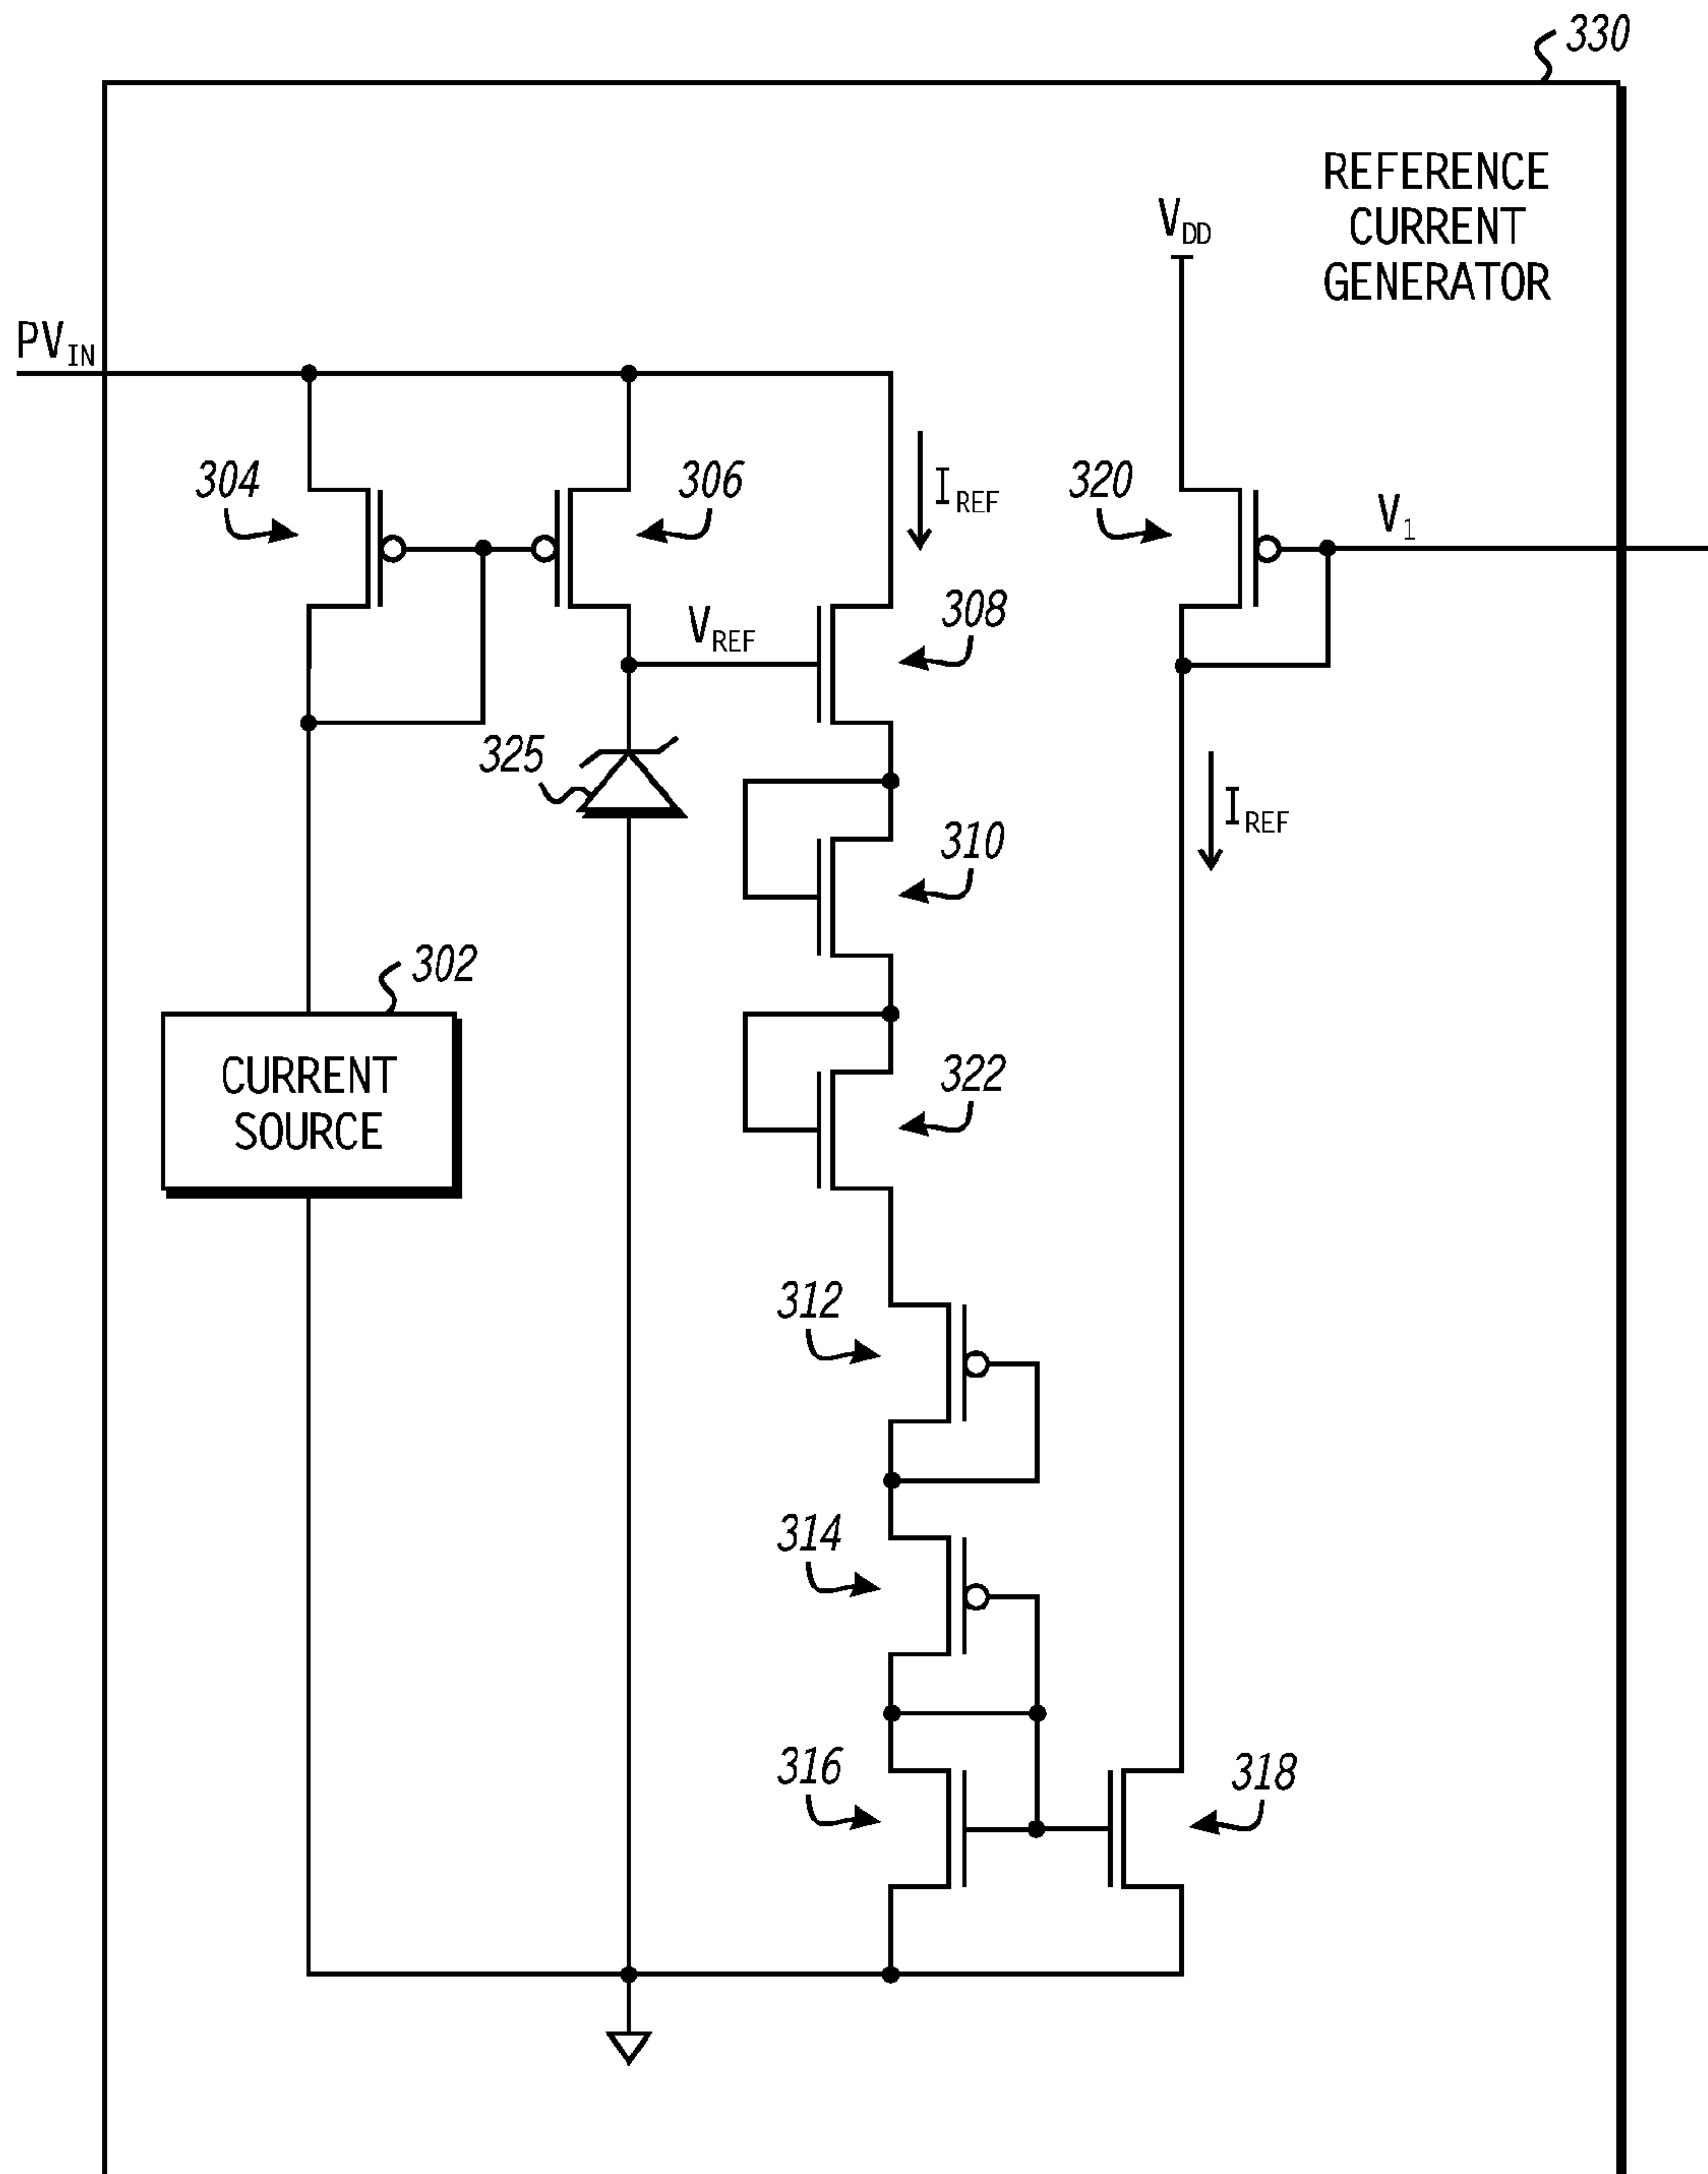 330
REFERENCE
CURRENT
GENERATOR
VDD
PVIN
304
306
IREF
320
V1
308
VREF
325
IREF
310
302
CURRENT
SOURCE
322
312
314
316
318